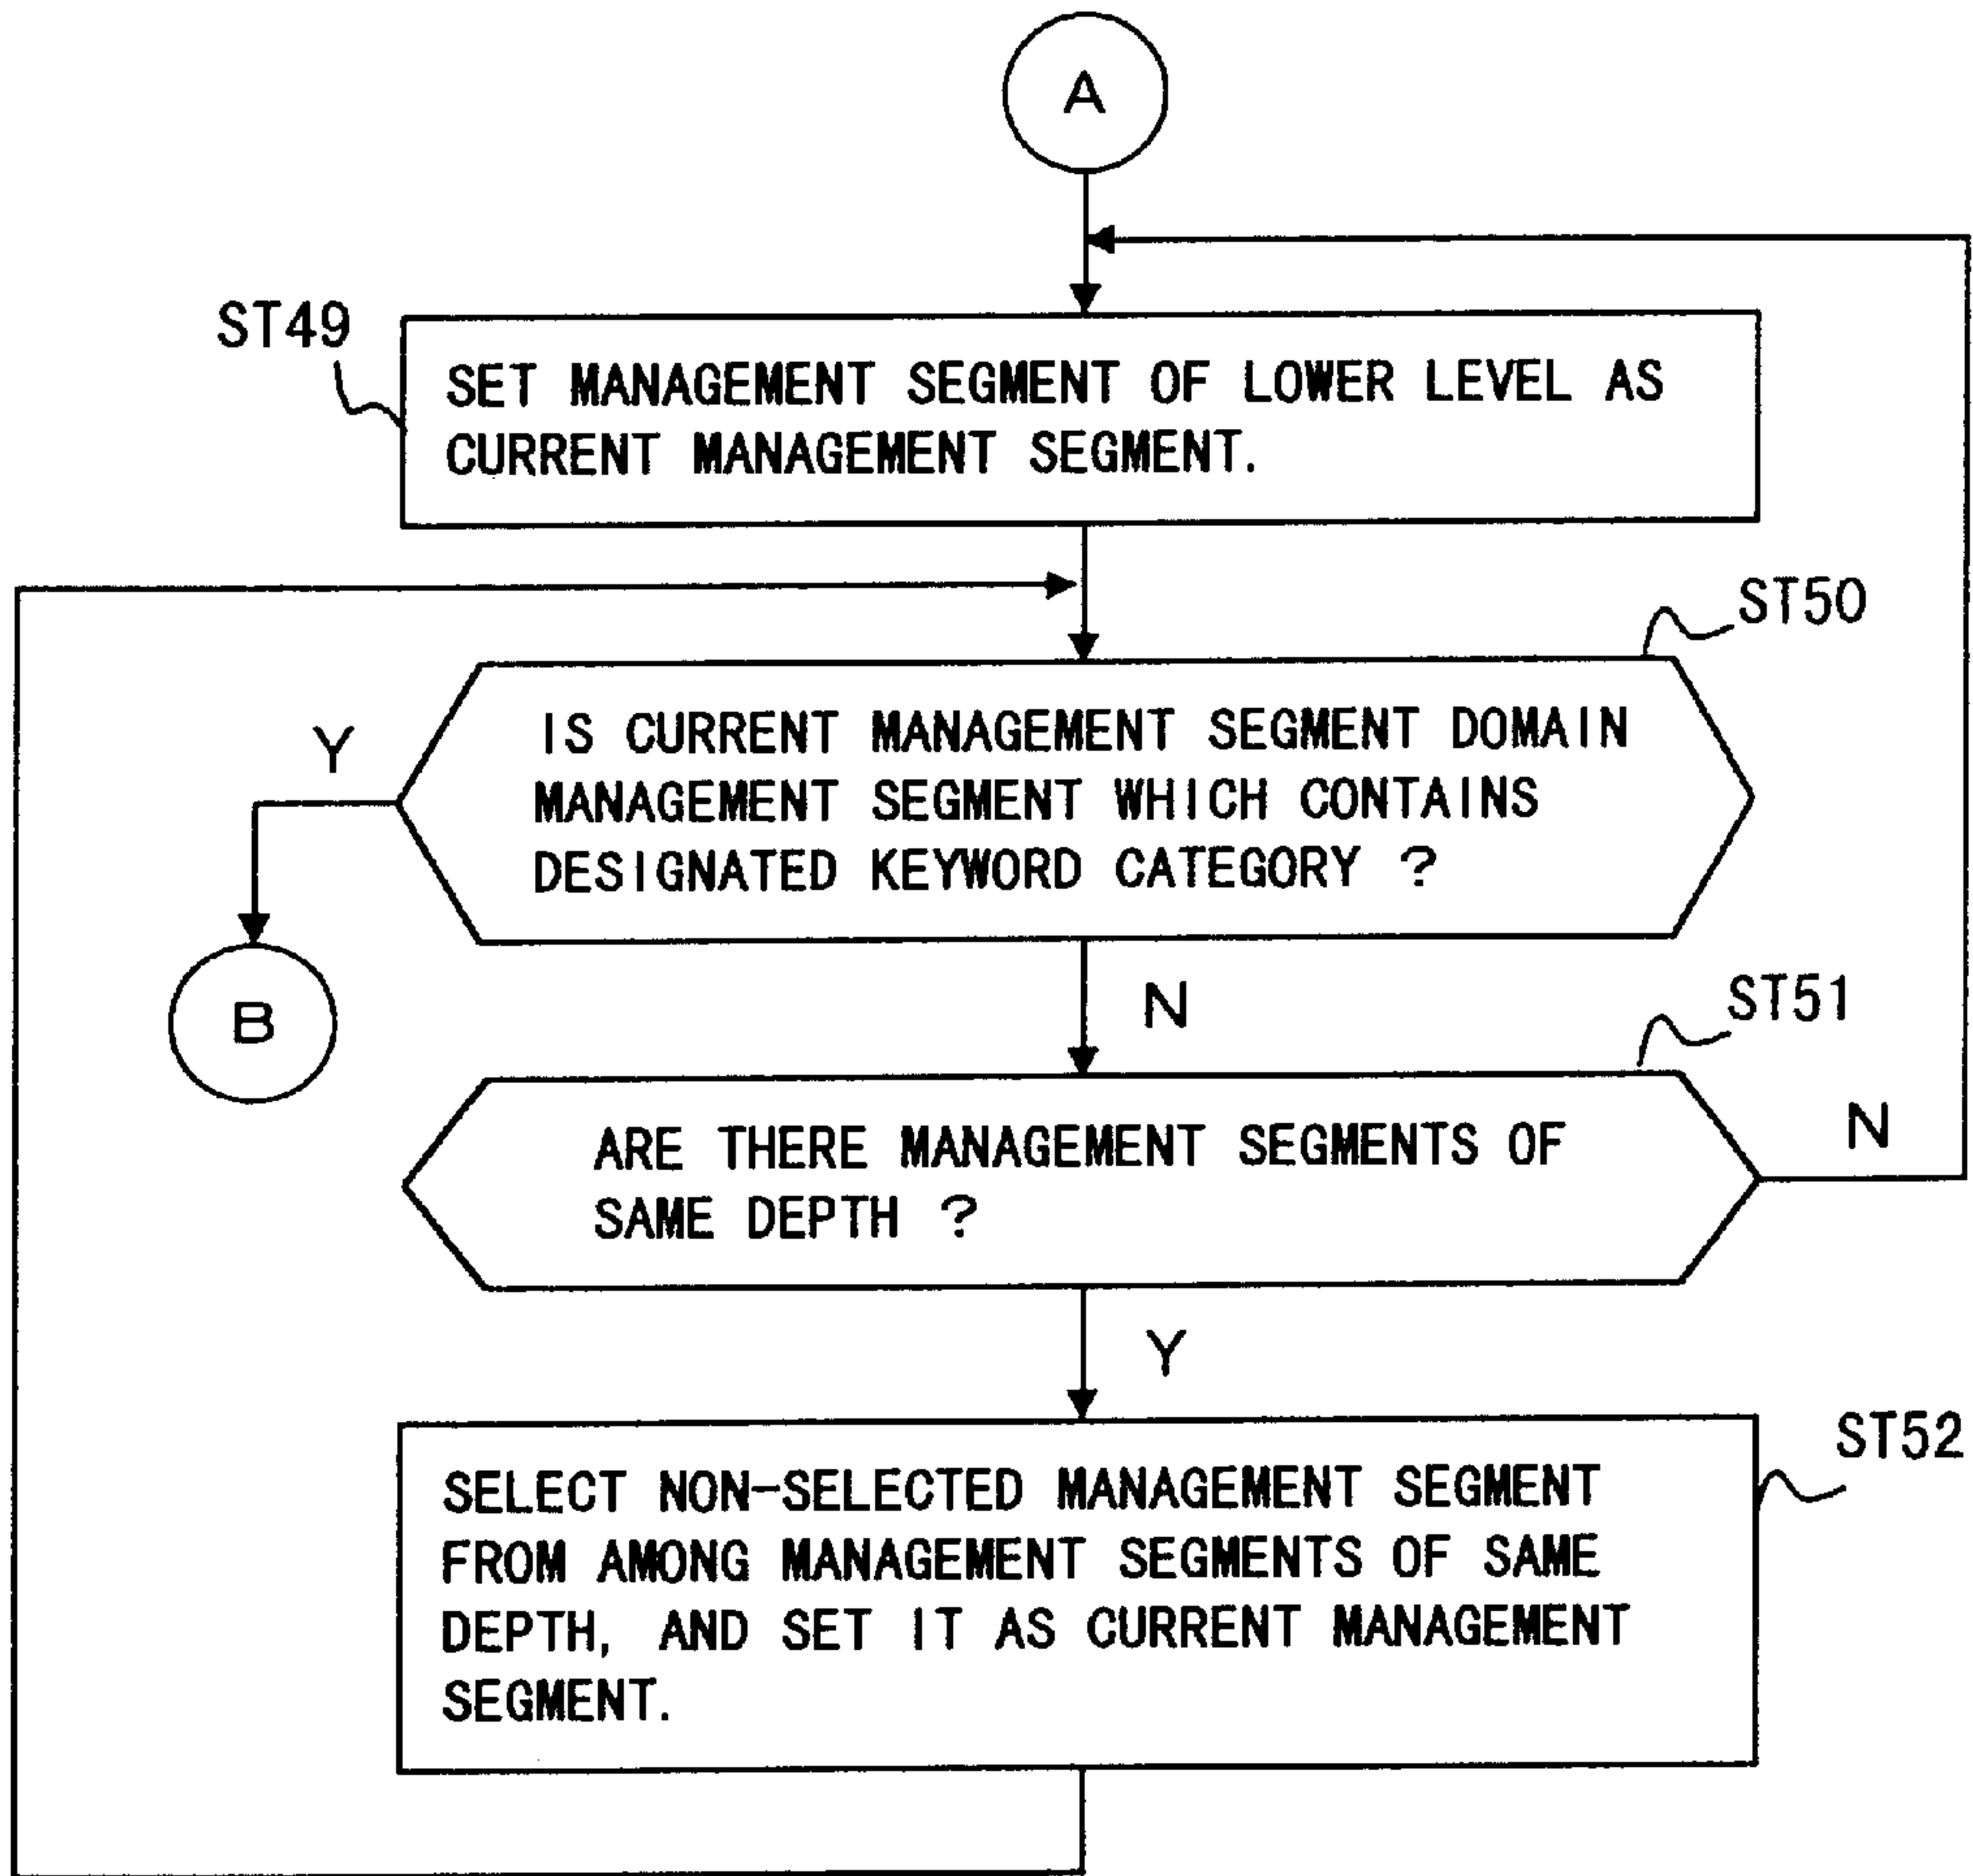 A
ST49
SET MANAGEMENT SEGMENT OF LOWER LEVEL AS
CURRENT MANAGEMENT SEGMENT.
ST50
Y
IS CURRENT MANAGEMENT SEGMENT DOMAIN
MANAGEMENT SEGMENT WHICH CONTAINS
DESIGNATED KEYWORD CATEGORY ?
B
N
ST51
ARE THERE MANAGEMENT SEGMENTS OF
SAME DEPTH ?
N
Y
ST52
SELECT NON-SELECTED MANAGEMENT SEGMENT
FROM AMONG MANAGEMENT SEGMENTS OF SAME
DEPTH, AND SET IT AS CURRENT MANAGEMENT
SEGMENT.